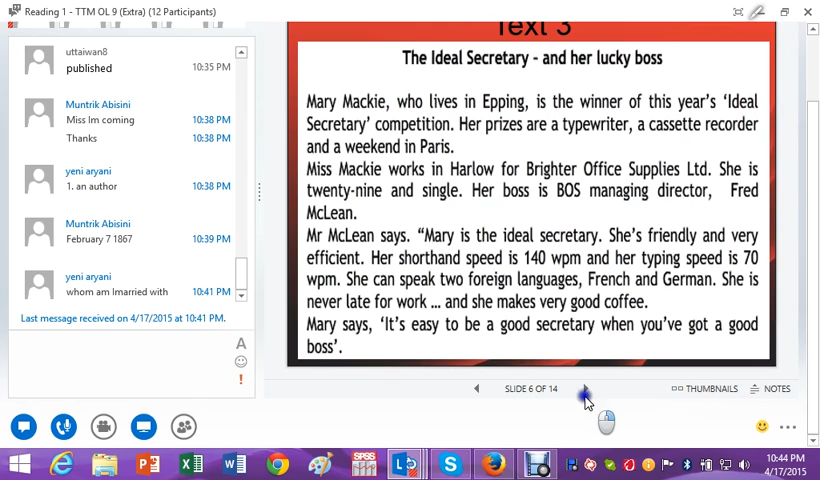 Reading 1 - TTM OL 9 (Extra) (12 Participants)
uttaiwan8
published
10:35 PM
Muntrik Abisini
Miss Im coming
10:38 PM
Thanks
10:38 PM
yeni aryani
1. an author
10:38 PM
Muntrik Abisini
February 7 1867
10:39 PM
yeni aryani
whom am Imarried with
10:41 PM
Last message received on 4/17/2015 at 10:41 PM.
A
!
Text 3
The Ideal Secretary - and her lucky boss
Mary Mackie, who lives in Epping, is the winner of this year's 'Ideal
Secretary' competition. Her prizes are a typewriter, a cassette recorder
and a weekend in Paris.
Miss Mackie works in Harlow for Brighter Office Supplies Ltd. She is
twenty-nine and single. Her boss is BOS managing director, Fred
McLean.
Mr McLean says. "Mary is the ideal secretary. She's friendly and very
efficient. Her shorthand speed is 140 wpm and her typing speed is 70
wpm. She can speak two foreign languages, French and German. She is
never late for work ... and she makes very good coffee.
Mary says, 'It's easy to be a good secretary when you've got a good
boss'.
SLIDE 6 OF 14
THUMBNAILS
NOTES
SPSS
10:44 PM
4/17/2015